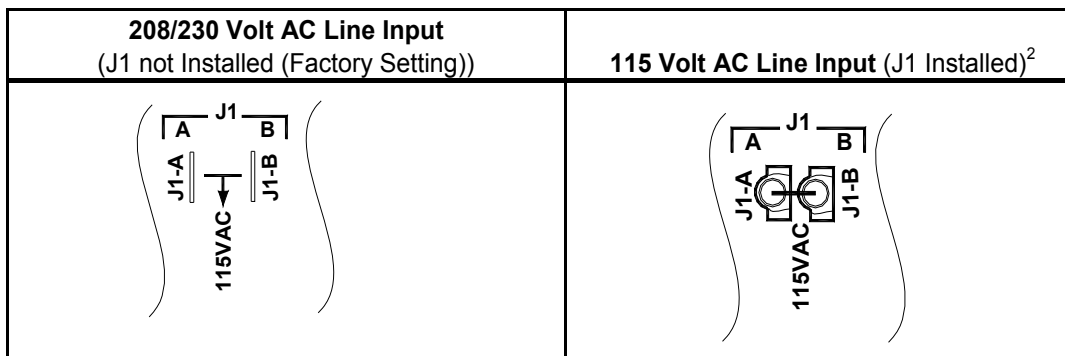 208/230 Volt AC Line Input
(J1 not Installed (Factory Setting))
115 Volt AC Line Input (J1 Installed)2
J1
A B
J1-A
J1-B
115VAC
J1
A B
J1-A
J1-B
115VAC